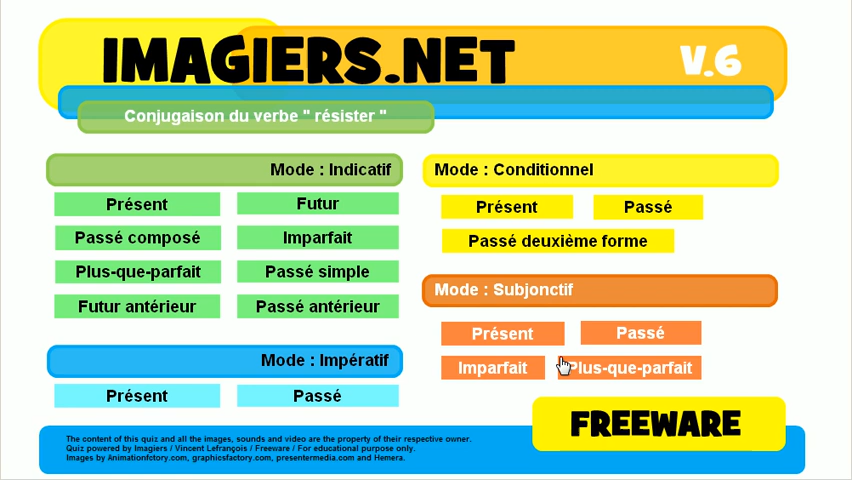 IMAGIERS.NET
V.6
Conjugaison du verbe " résister "
Mode : Indicatif
Présent
Futur
Passé composé
Imparfait
Plus-que-parfait
Passé simple
Futur antérieur
Passé antérieur
Mode : Impératif
Présent
Passé
Mode : Conditionnel
Présent
Passé
Passé deuxième forme
Mode : Subjonctif
Présent
Passé
Imparfait
Plus-que-parfait
FREEWARE
The content of this quiz and all the images, sounds and video are the property of their respective owner.
Quiz powered by Imagiers / Vincent Lefrançois / Freeware / For educational purpose only.
Images by Animationfctory.com, graphicsfactory.com, presentermedia.com and Hemera.